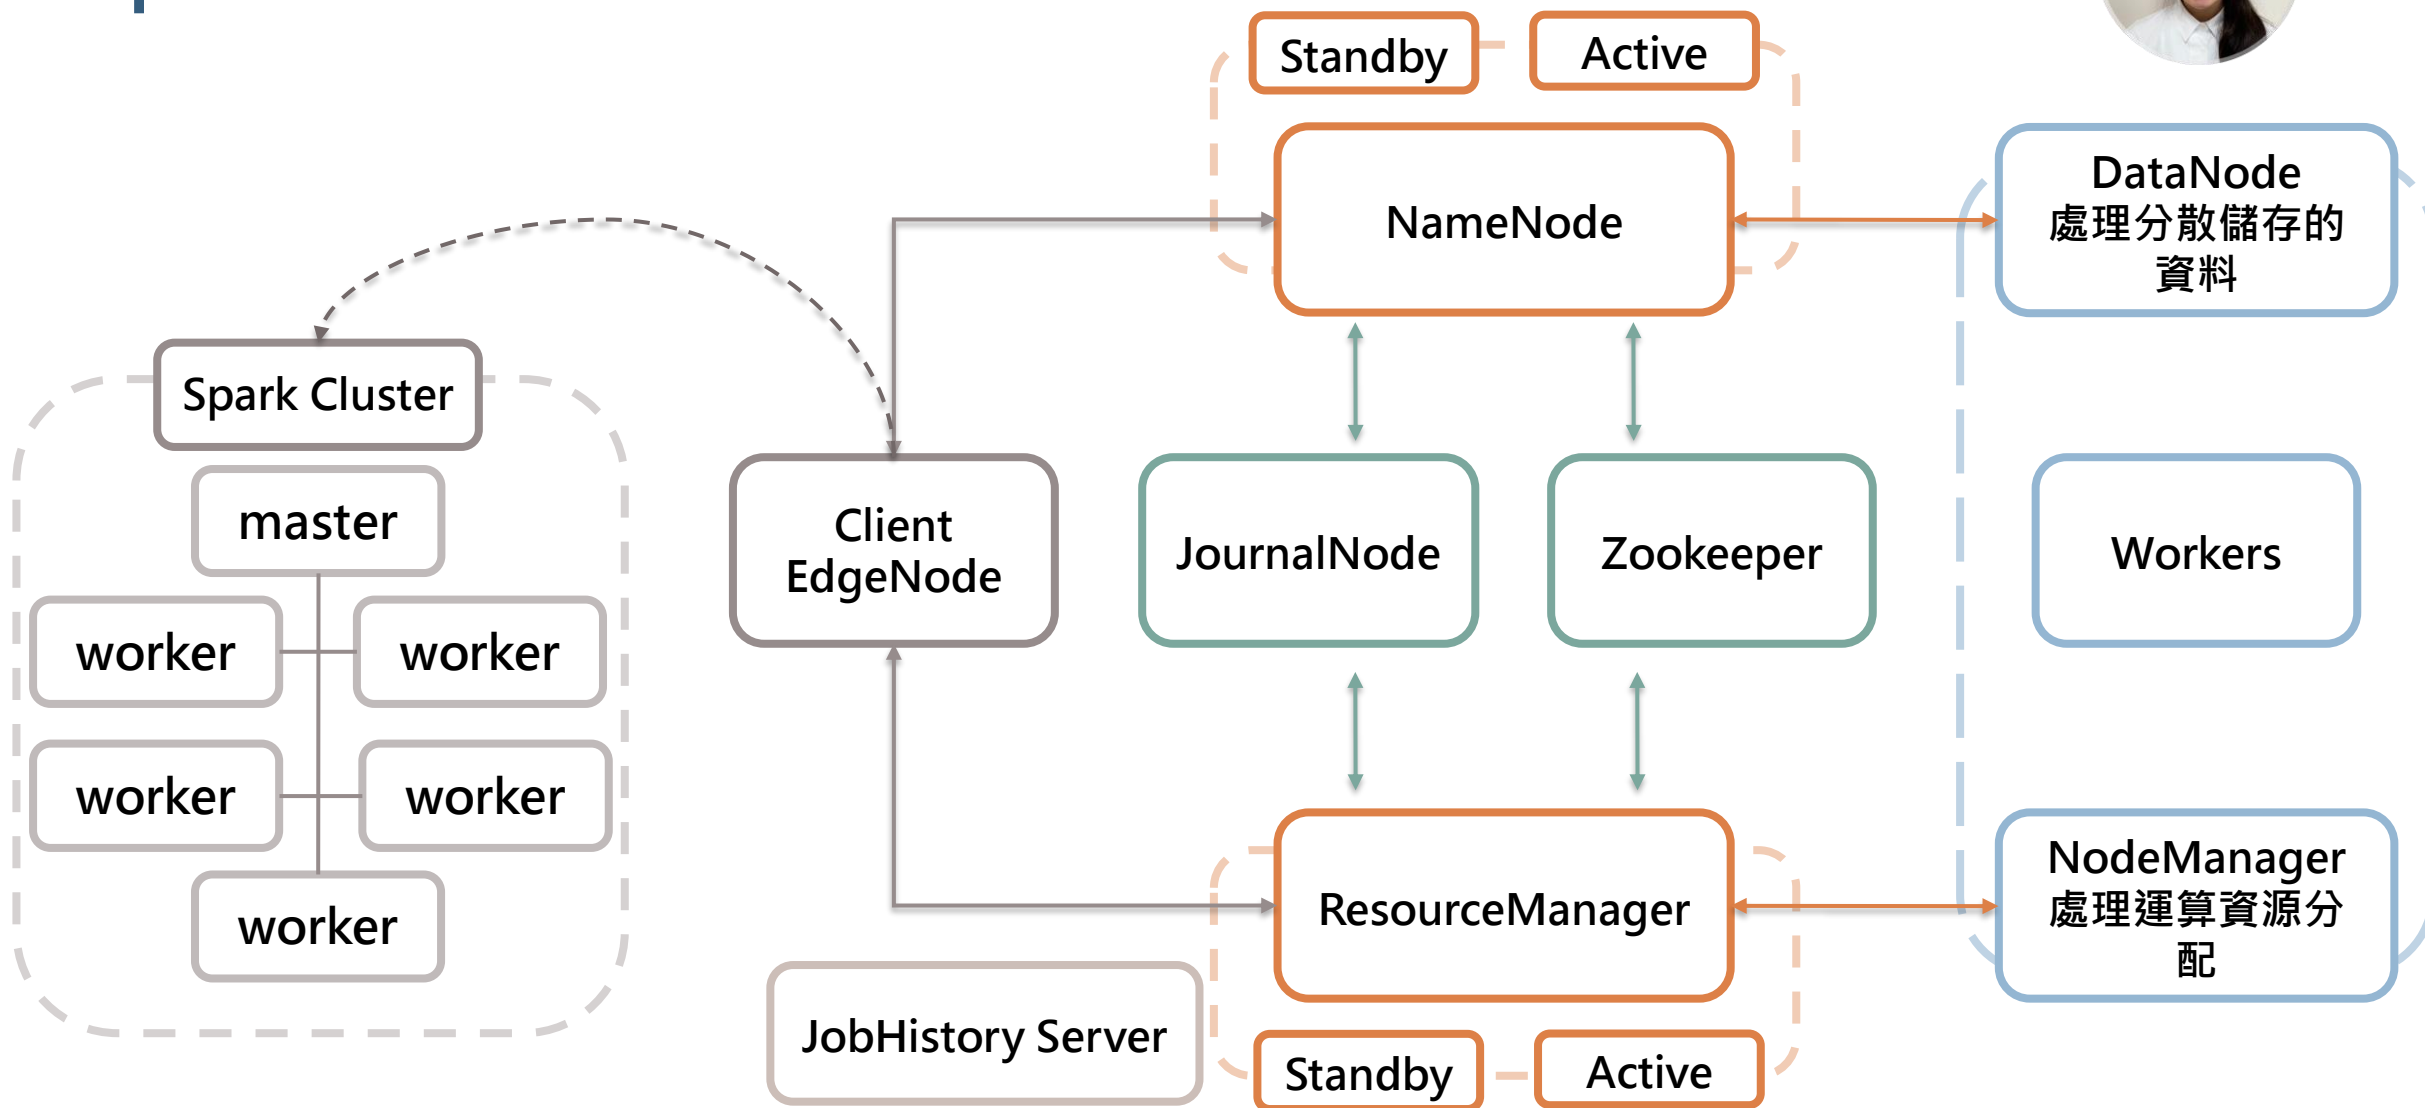 Standby
Active
NameNode
DataNode
處理分散儲存的
資料
Spark Cluster
master
worker
worker
worker
worker
worker
Client
EdgeNode
JournalNode
Zookeeper
Workers
ResourceManager
NodeManager
處理運算資源分
配
JobHistory Server
Standby
Active